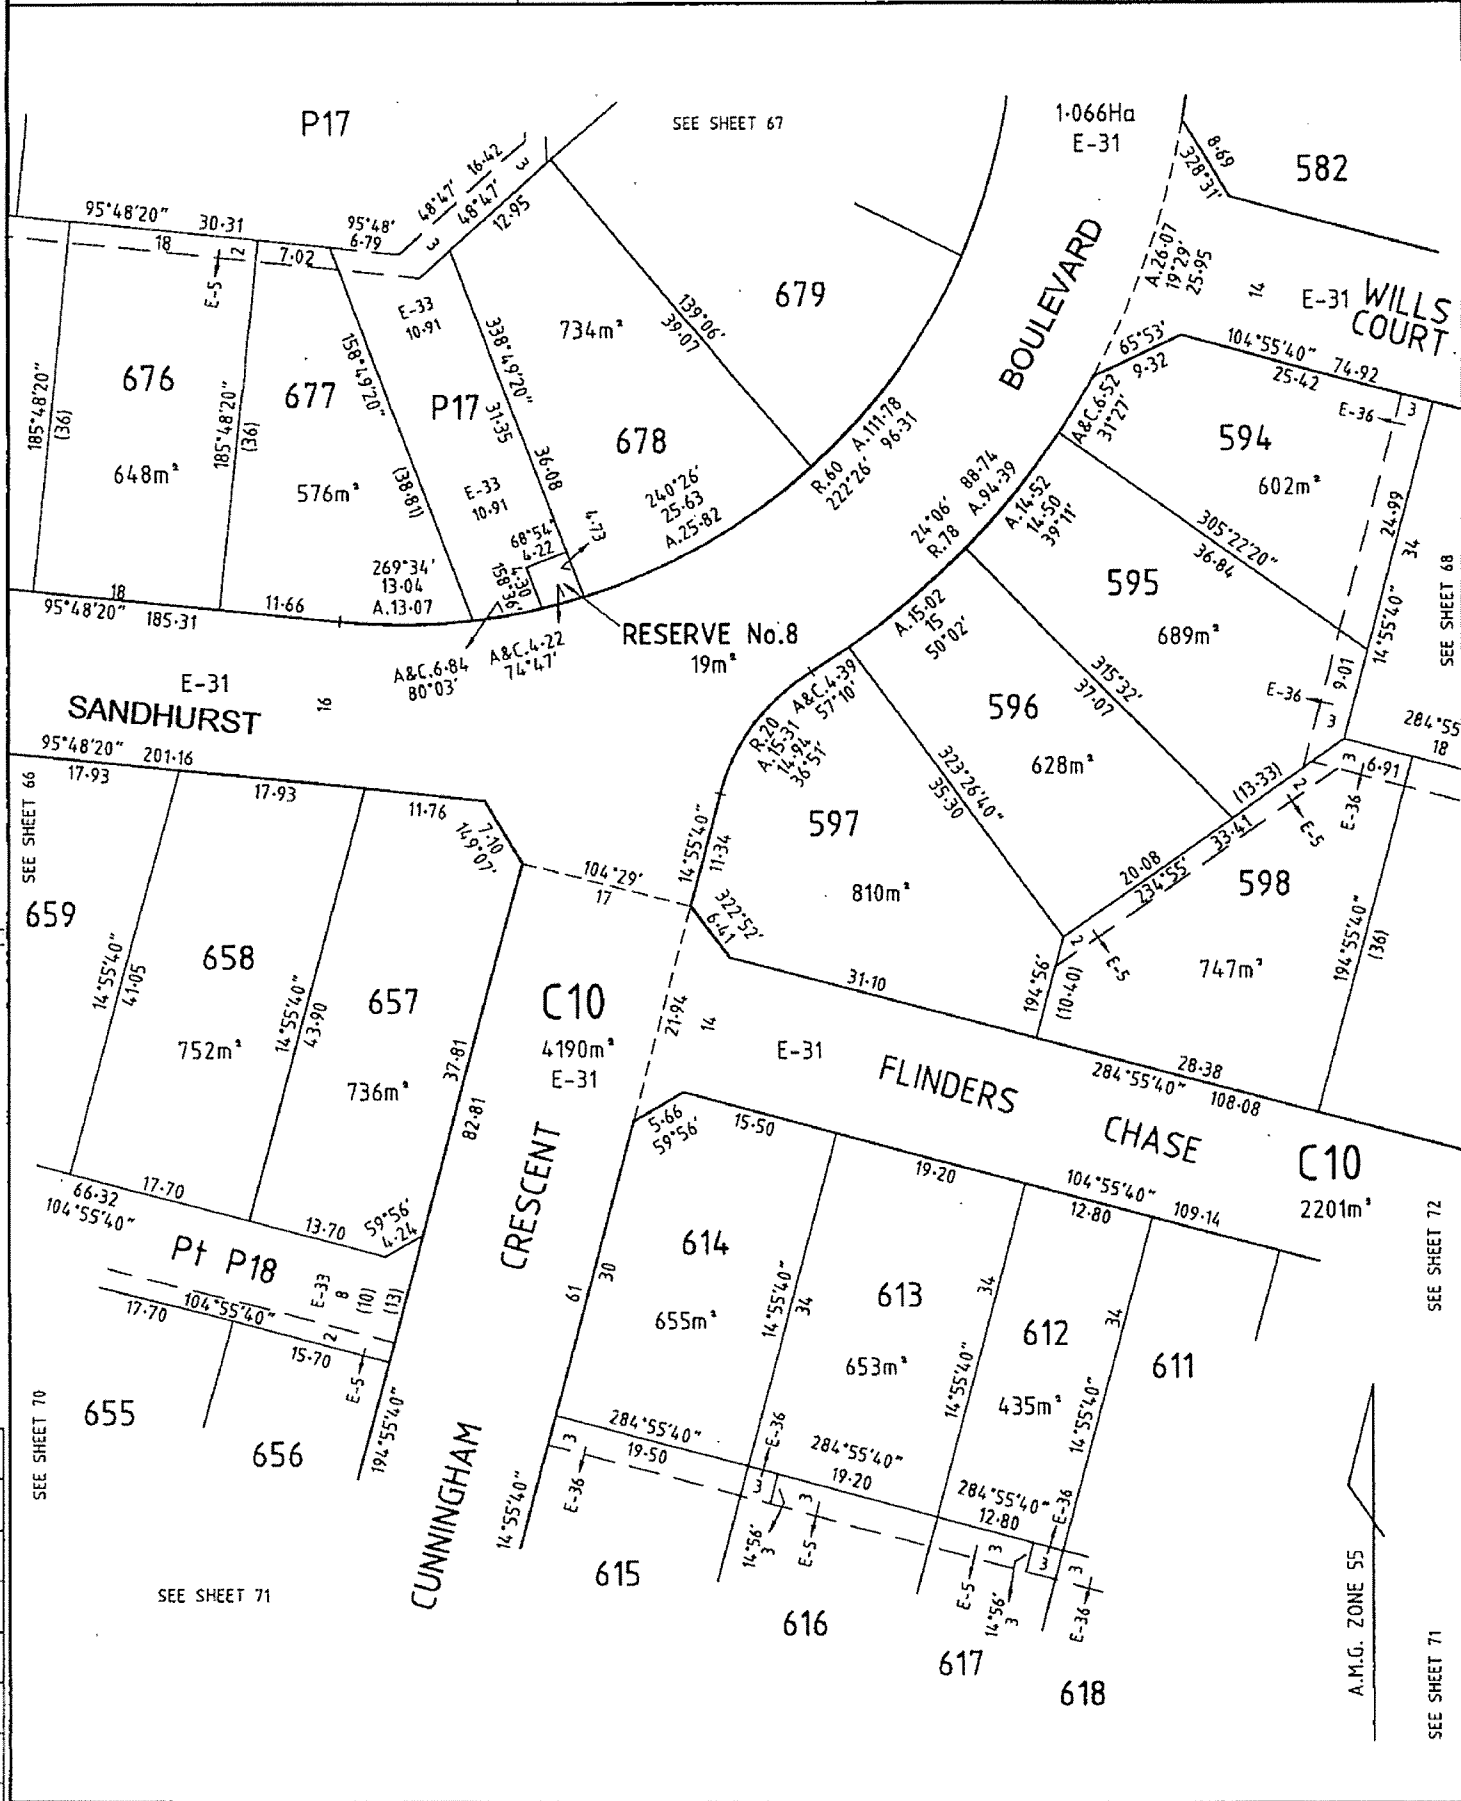 P17
SEE SHEET 67
1·066Ha
E-31
582
8·69
328°31'
48°47' 16·42
48°47'
12·95
3
3
95°48'20" 30·31
18
2
E-5
7·02
95°48'
6·79
BOULEVARD
A.26·07
19°29'
25·95
14
E-31
WILLS
COURT
679
139°06'
39·07
734m²
678
338°49'20"
31·35
36·08
E-33
10·91
P17
E-33
10·91
158°49'20"
(38·81)
677
576m²
676
648m²
185°48'20"
(36)
185°48'20"
(36)
65°53'
9·32
104°55'40" 74·92
25·42
E-36
3
A&C.6·52
31°27'
594
602m²
305°22'20"
36·84
24·99
34
14°55'40"
9·01
SEE SHEET 68
R.60 A.111·78
222°26' 96·31
240°26'
25·63
A.25·82
4·73
68°54'
4·22
4·30
158°36'
24°06' 88·74
R.78 A.94·39
A.14·52
14·50
39°11'
595
689m²
315°32'
37·07
269°34'
13·04
A.13·07
18
95°48'20" 185·31
11·66
A&C.6·84
80°03'
A&C.4·22
74°47'
RESERVE No.8
19m²
A.15·02
15
50°02'
596
628m²
323°26'40"
35·30
A&C.4·39
57°10'
R.20
A.15·31
14·94
36°51'
E-31
SANDHURST
16
E-36
3
284°55'
18
6·91
3
2
E-36
E-5
(13·33)
33·41
20·08
234°55'
95°48'20" 201·16
17·93
17·93
11·76
7·10
149°07'
SEE SHEET 66
104°29'
17
14°55'40"
11·34
597
810m²
322°52'
6·41
31·10
598
747m²
2
E-5
194°56'
(10·40)
194°55'40"
(36)
659
658
752m²
14°55'40"
41·05
14°55'40"
43·90
657
736m²
37·81
82·81
C10
4190m²
E-31
21·94
14
E-31
FLINDERS
CHASE
28·38
284°55'40" 108·08
C10
2201m²
5·66
59°56'
15·50
19·20
104°55'40"
12·80
109·14
SEE SHEET 72
66·32
104°55'40"
17·70
13·70
59°56'
4·24
Pt P18
E-33
8
(10)
(13)
17·70
104°55'40"
2
15·70
E-5
655
656
194°55'40"
SEE SHEET 70
CRESCENT
CUNNINGHAM
61
30
14°55'40"
614
655m²
14°55'40"
34
613
653m²
34
14°55'40"
612
435m²
34
14°55'40"
611
284°55'40"
19·50
3
E-36
E-36
3
284°55'40"
19·20
14°56'
3
3
E-5
284°55'40"
12·80
E-36
3
3
3
E-5
14°56'
3
E-36
615
616
617
618
SEE SHEET 71
A.M.G. ZONE 55
SEE SHEET 71